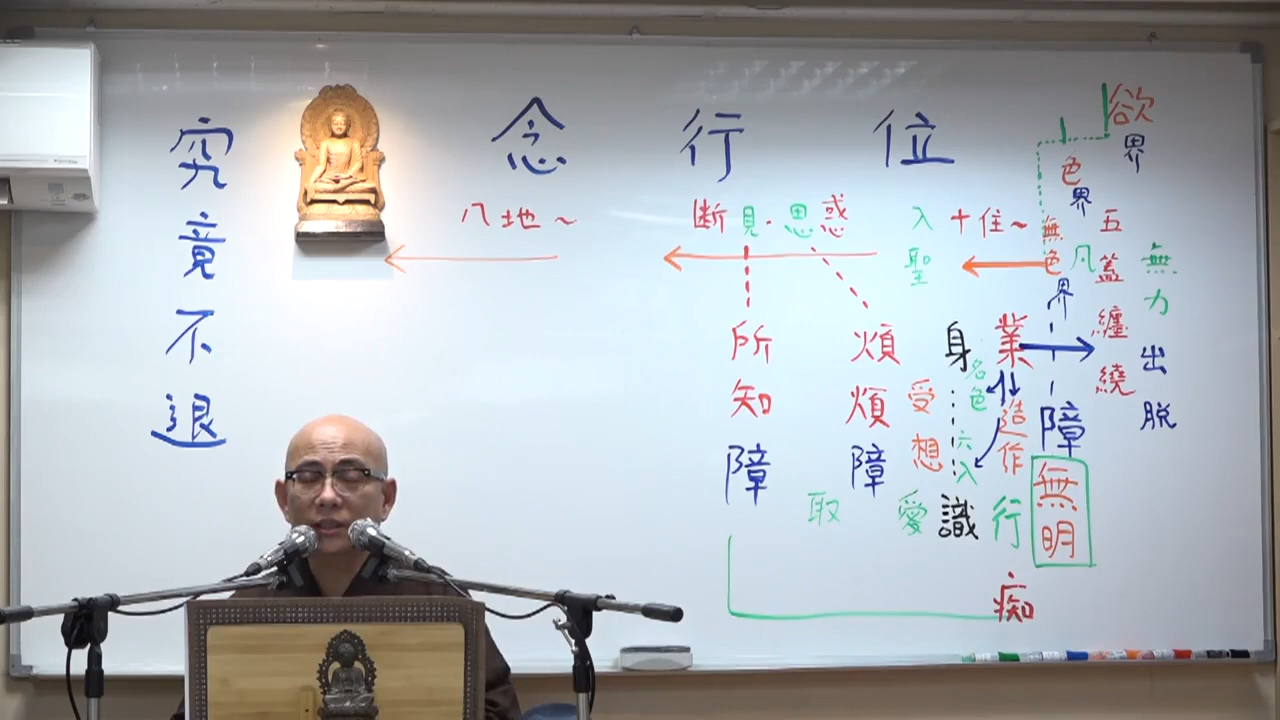 欲界
色界
無色界
凡
五蓋纏繞
無力出脫
位
行
念
究竟不退
十住~
入聖
斷見·思惑
八地~
業障
造作
無明
身
名色
六入
識
行
受想
愛
取
煩煩障
所知障
痴